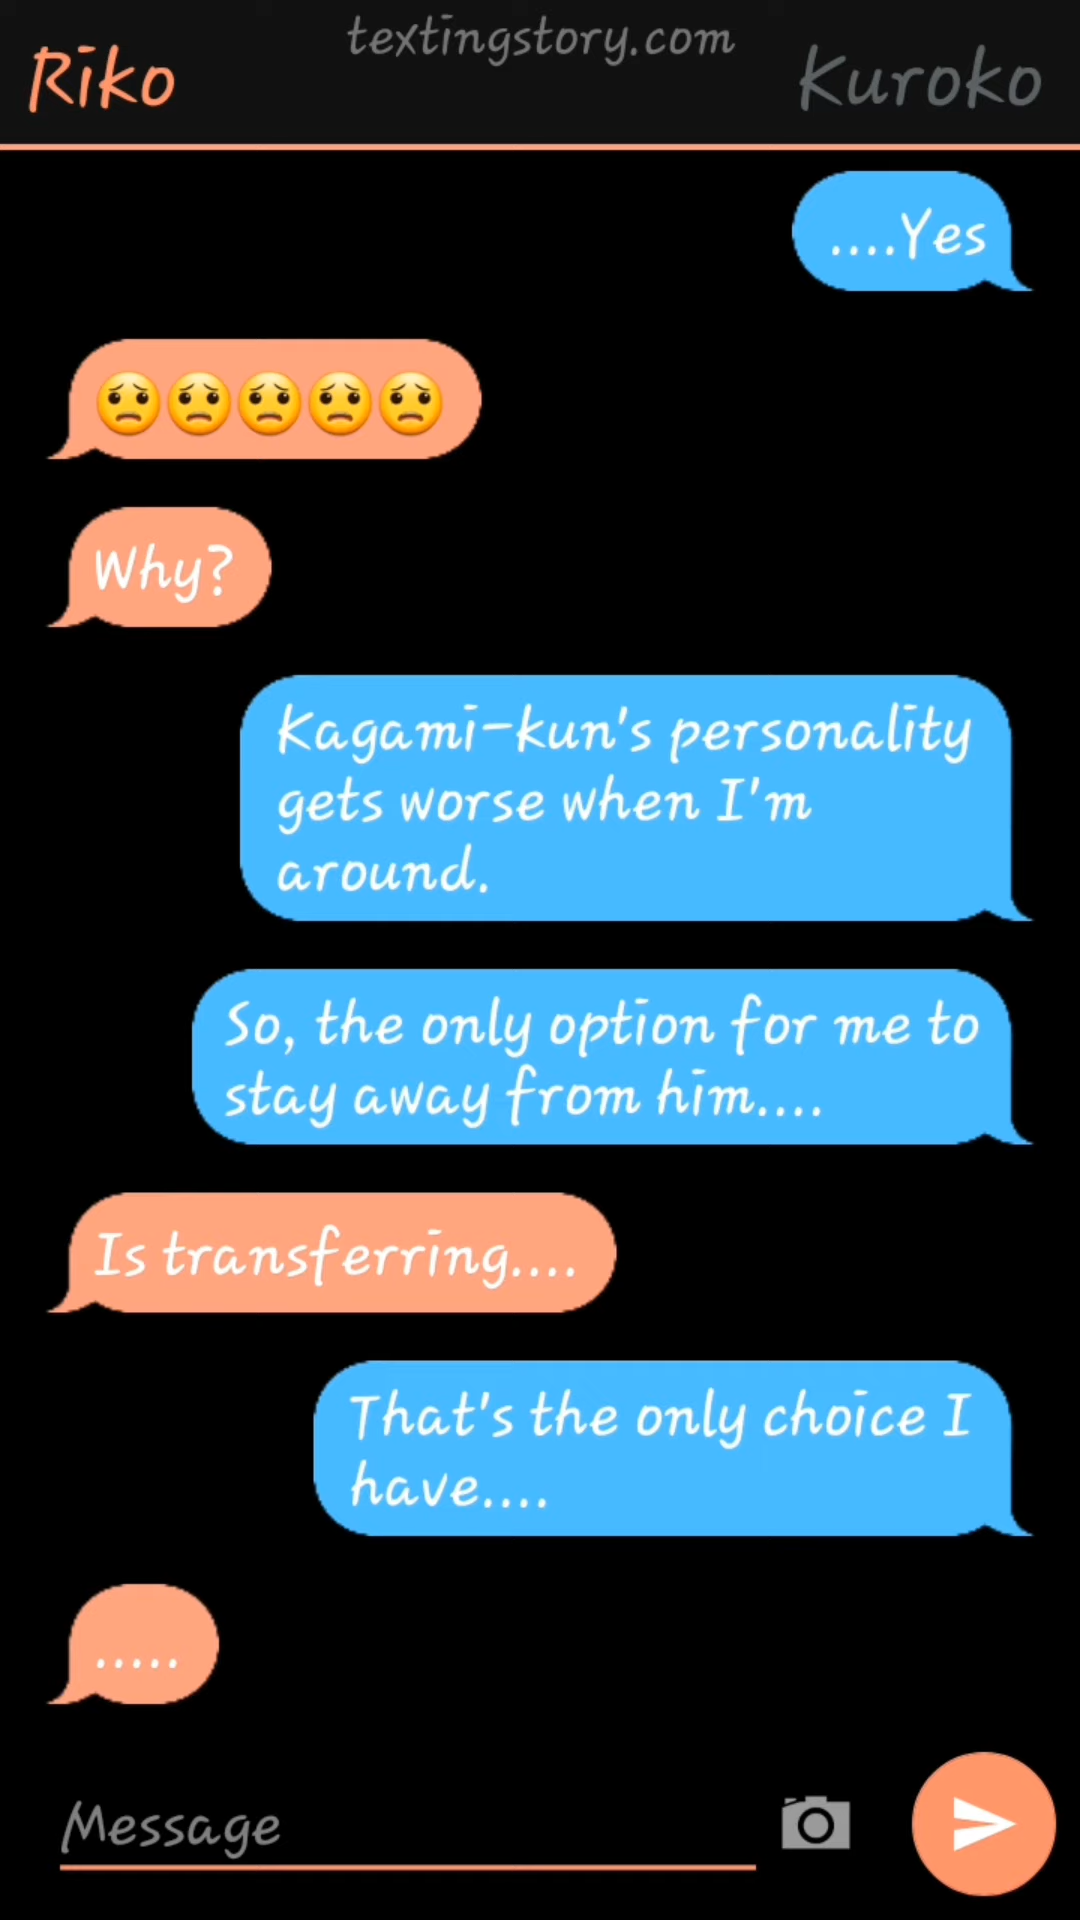 textingstory.com
Riko
Kuroko
....Yes
😟😟😟😟😟
Why?
Kagami-kun's personality
gets worse when I'm
around.
So, the only option for me to
stay away from him....
Is transferring....
That's the only choice I
have....
.....
Message